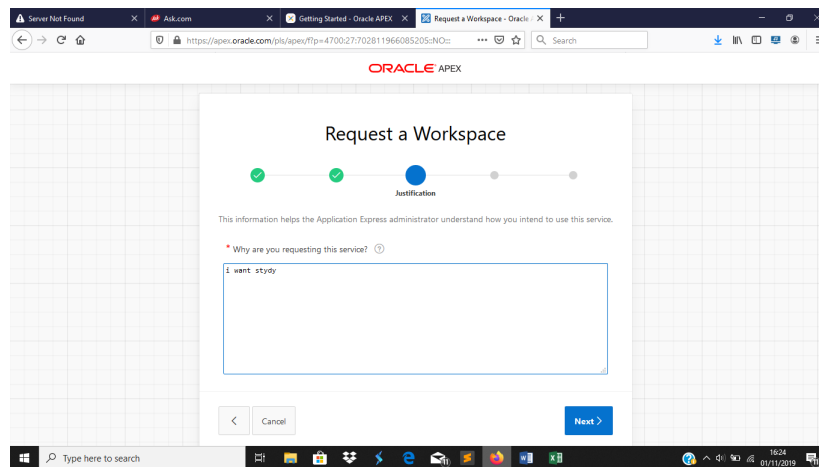 Server Not Found
Ask.com
Getting Started - Oracle APEX
Request a Workspace - Oracle
https://apex.oracle.com/pls/apex/f?p=4700:27:702811966085205::NO:::
Search
ORACLE APEX
Request a Workspace
Justification
This information helps the Application Express administrator understand how you intend to use this service.
* Why are you requesting this service?
i want stydy
Cancel
Next >
Type here to search
16:24
01/11/2019